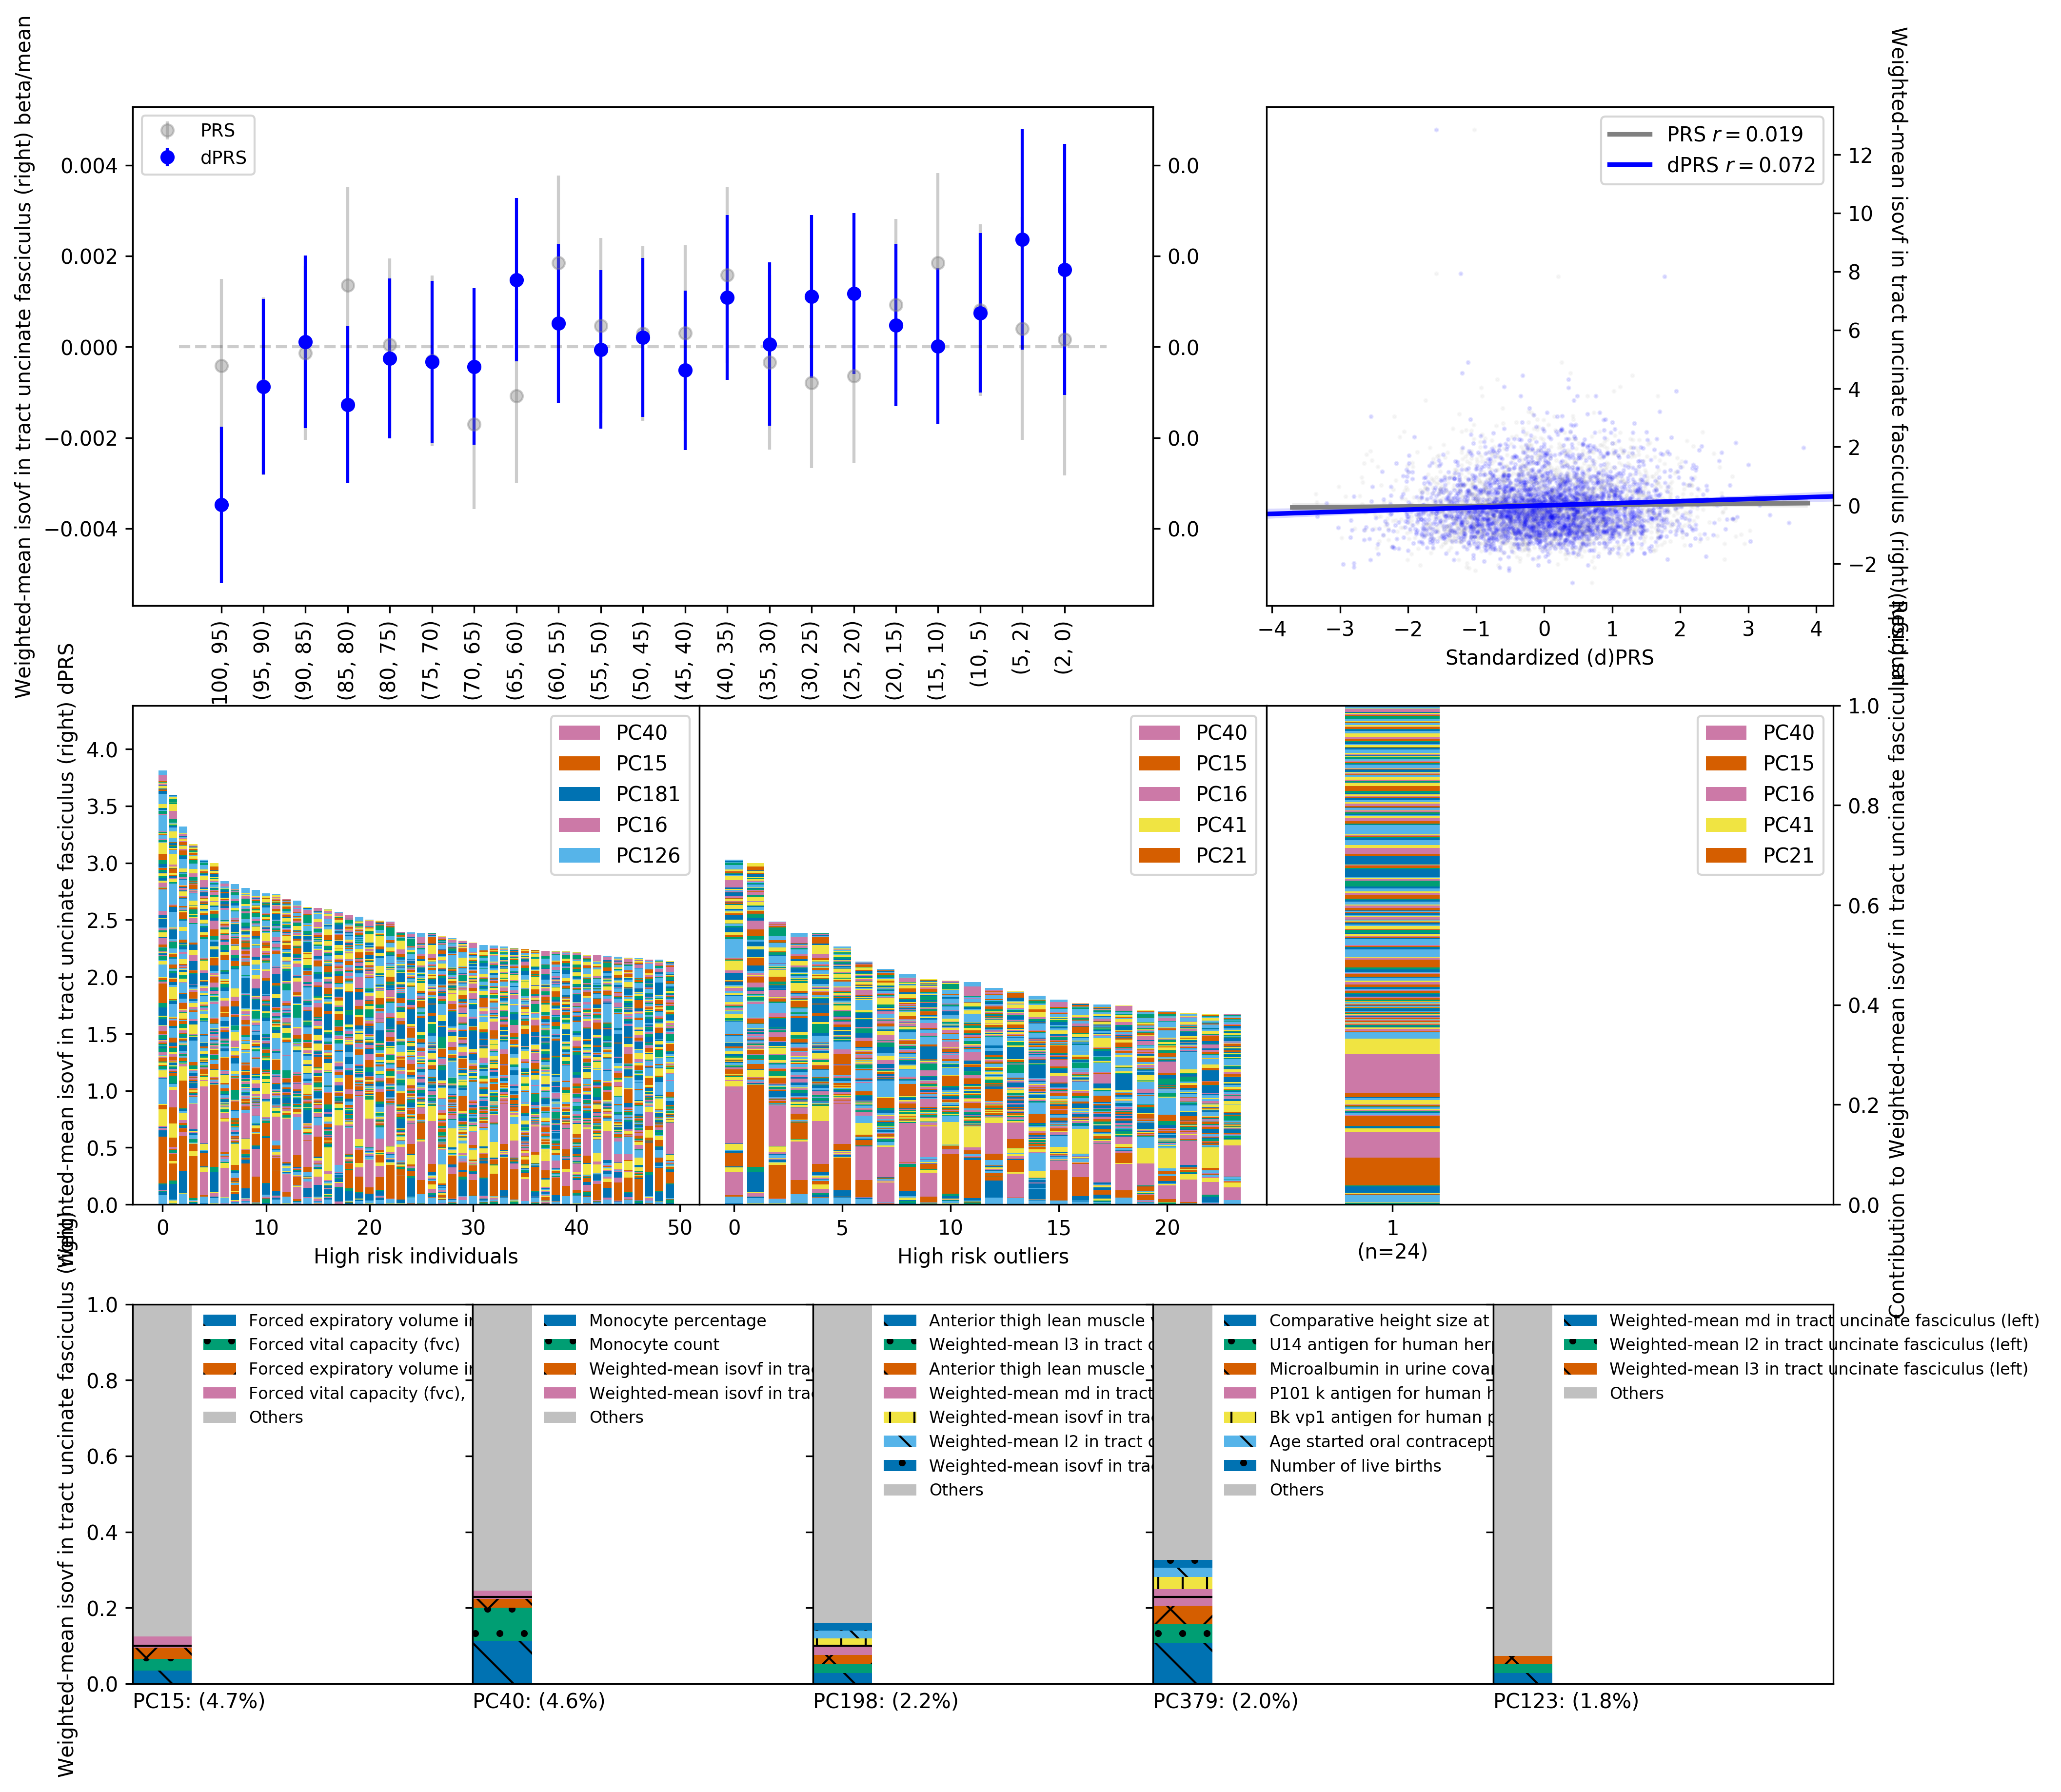 Weighted-mean isovf in tract uncinate fasciculus (right) beta/mean
PRS
dPRS
0.004
0.002
0.000
−0.002
−0.004
0.0
0.0
0.0
0.0
0.0
100, 95)
(95, 90)
(90, 85)
(85, 80)
(80, 75)
(75, 70)
(70, 65)
(65, 60)
(60, 55)
(55, 50)
(50, 45)
(45, 40)
(40, 35)
(35, 30)
(30, 25)
(25, 20)
(20, 15)
(15, 10)
(10, 5)
(5, 2)
(2, 0)
PRS r = 0.019
dPRS r = 0.072
12
10
8
6
4
2
0
−2
−4
−3
−2
−1
0
1
2
3
4
Standardized (d)PRS
Weighted-mean isovf in tract uncinate fasciculus (right)
Weighted-mean isovf in tract uncinate fasciculus (right) dPRS
4.0
3.5
3.0
2.5
2.0
1.5
1.0
0.5
0.0
PC40
PC15
PC181
PC16
PC126
0
10
20
30
40
50
High risk individuals
PC40
PC15
PC16
PC41
PC21
0
5
10
15
20
High risk outliers
PC40
PC15
PC16
PC41
PC21
1
(n=24)
1.0
0.8
0.6
0.4
0.2
0.0
Contribution to Weighted-mean isovf in tract uncinate fasciculus
Weighted-mean isovf in tract uncinate fasciculus
1.0
0.8
0.6
0.4
0.2
0.0
Forced expiratory volume i
Forced vital capacity (fvc)
Forced expiratory volume i
Forced vital capacity (fvc),
Others
PC15: (4.7%)
Monocyte percentage
Monocyte count
Weighted-mean isovf in tra
Weighted-mean isovf in tra
Others
PC40: (4.6%)
Anterior thigh lean muscle
Weighted-mean l3 in tract
Anterior thigh lean muscle
Weighted-mean md in tract
Weighted-mean isovf in tra
Weighted-mean l2 in tract
Weighted-mean isovf in tra
Others
PC198: (2.2%)
Comparative height size at
U14 antigen for human her
Microalbumin in urine covar
P101 k antigen for human h
Bk vp1 antigen for human p
Age started oral contracept
Number of live births
Others
PC379: (2.0%)
Weighted-mean md in tract uncinate fasciculus (left)
Weighted-mean l2 in tract uncinate fasciculus (left)
Weighted-mean l3 in tract uncinate fasciculus (left)
Others
PC123: (1.8%)